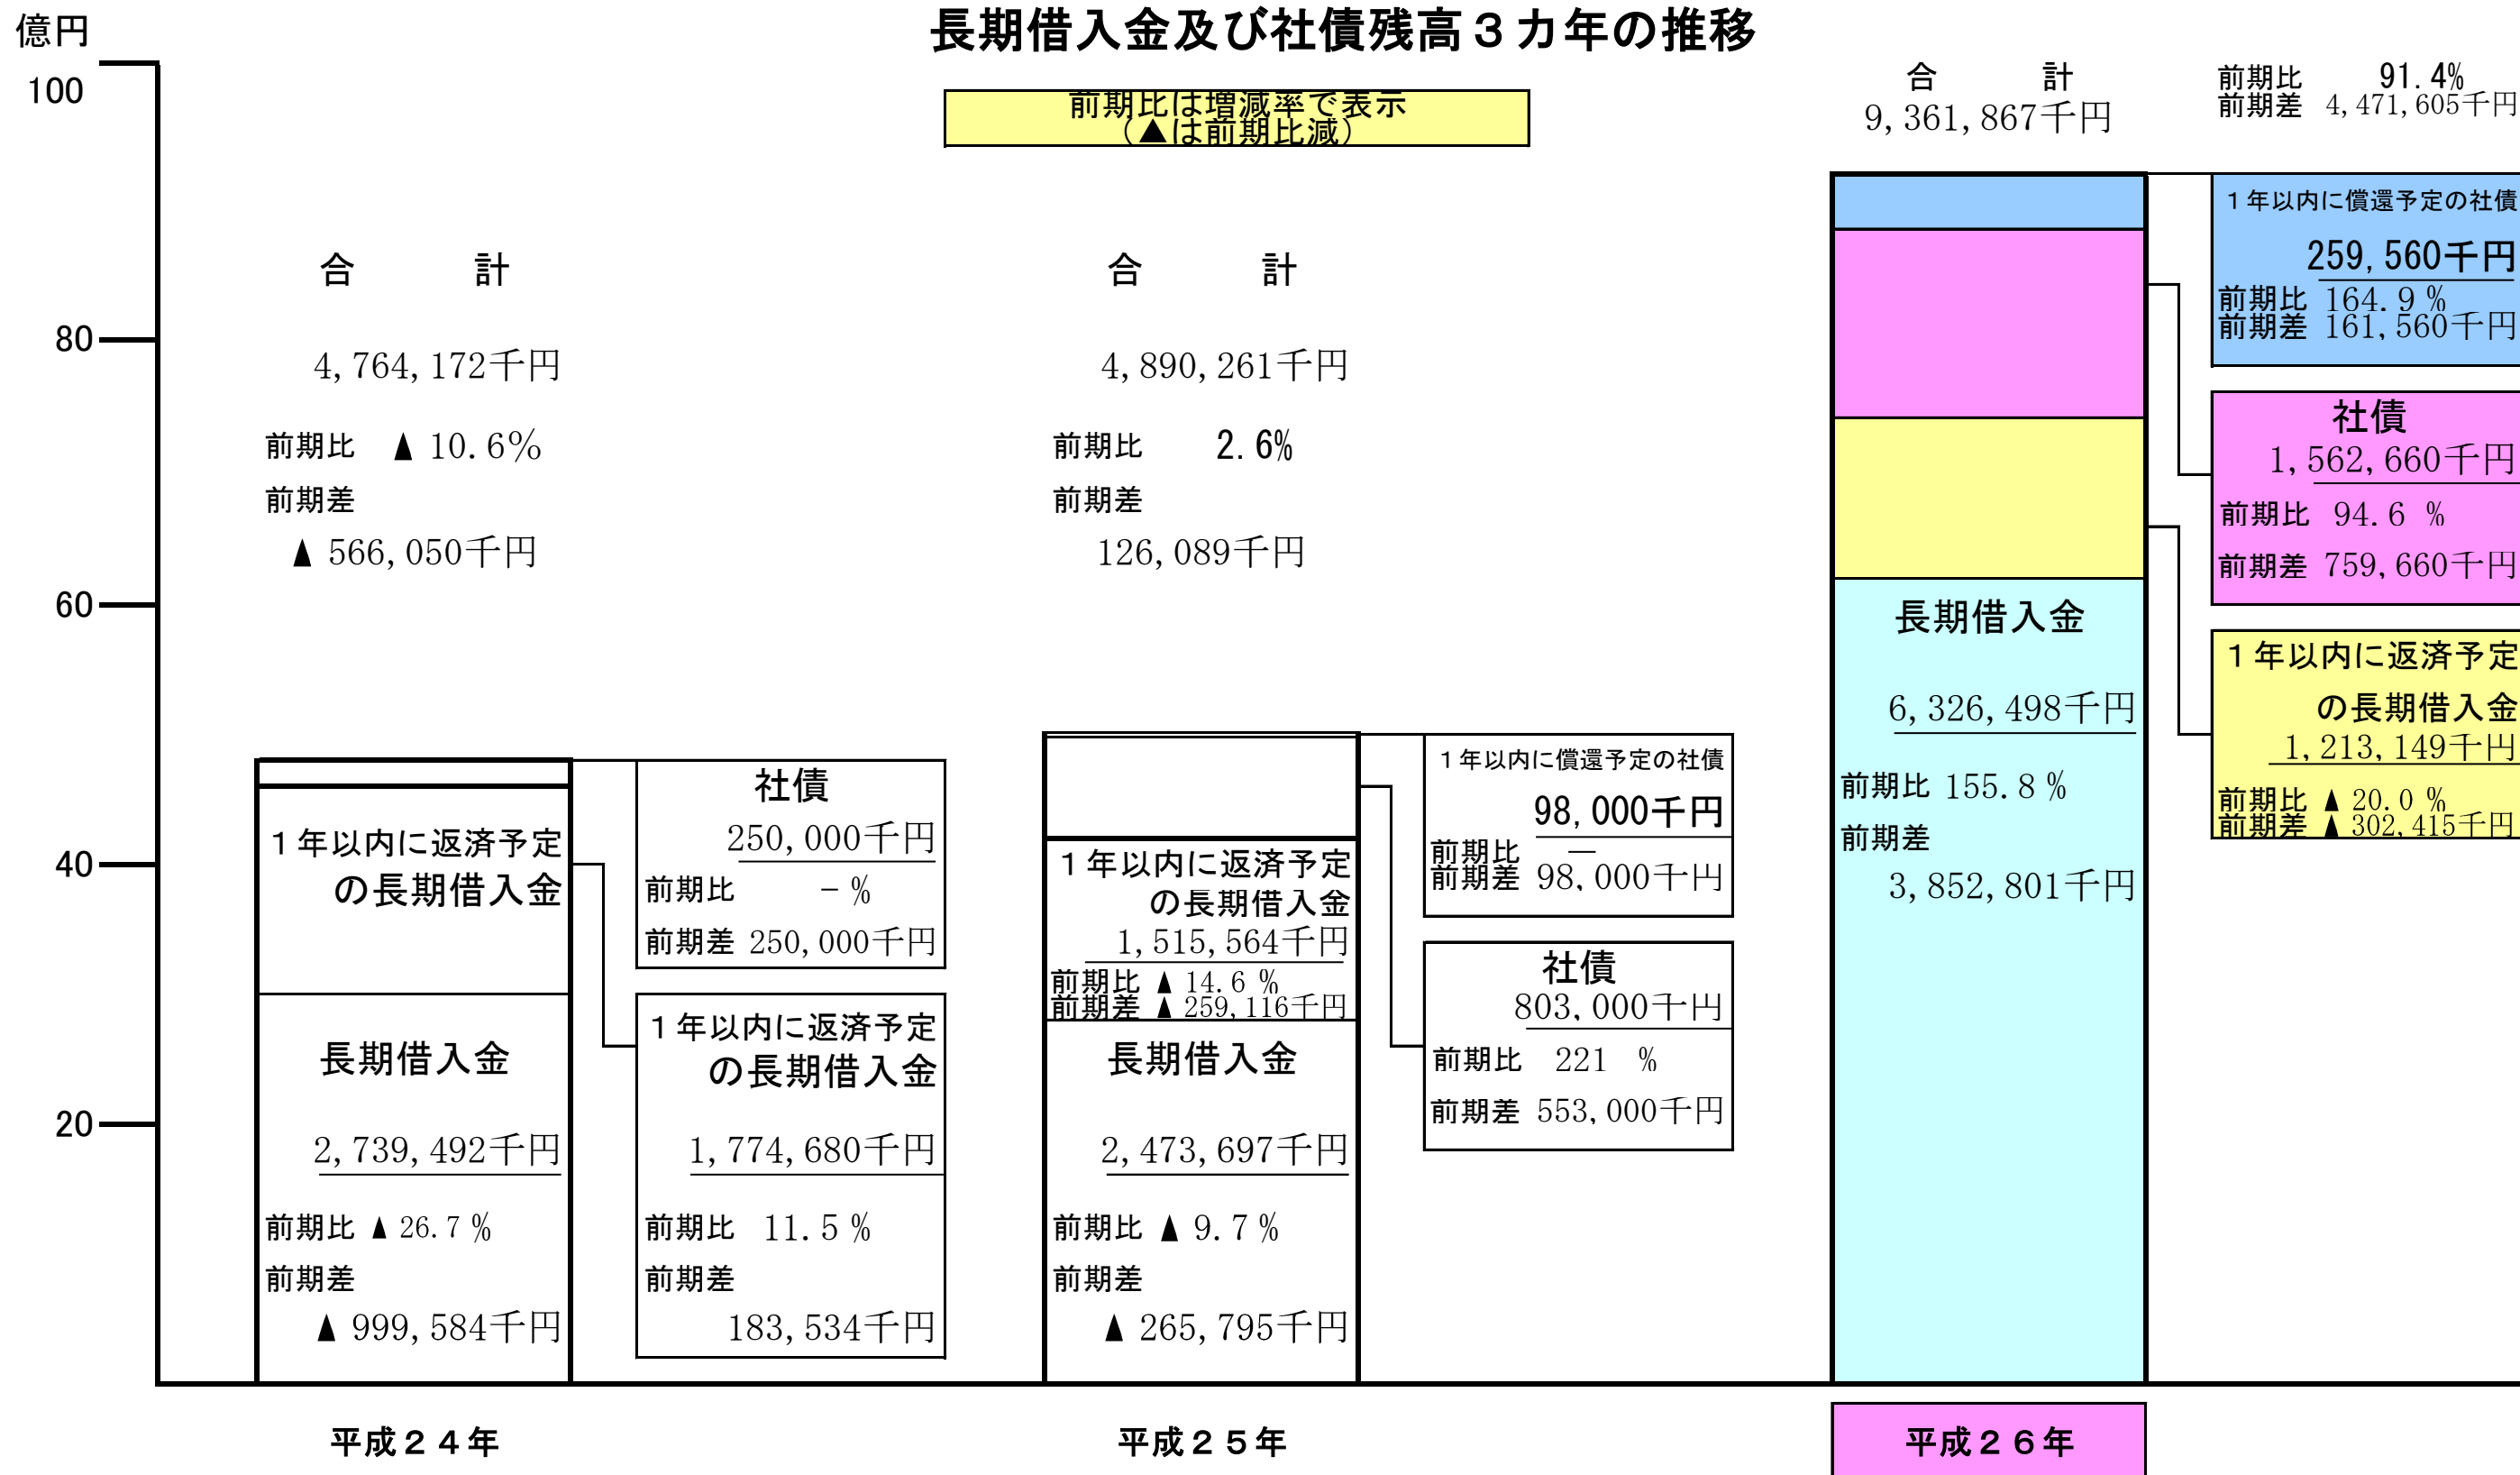 長期借入金及び社債残高３カ年の推移
億円
100
80
60
40
20
前期比は増減率で表示
（▲は前期比減）
合 計
4,764,172千円
前期比 ▲ 10.6%
前期差
▲ 566,050千円
１年以内に返済予定
の長期借入金
長期借入金
2,739,492千円
前期比 ▲ 26.7 %
前期差
▲ 999,584千円
社債
250,000千円
前期比 － %
前期差 250,000千円
１年以内に返済予定
の長期借入金
1,774,680千円
前期比 11.5 %
前期差
183,534千円
平成２４年
合 計
4,890,261千円
前期比 2.6%
前期差
126,089千円
１年以内に返済予定
の長期借入金
1,515,564千円
前期比 ▲ 14.6 %
前期差 ▲ 259,116千円
長期借入金
2,473,697千円
前期比 ▲ 9.7 %
前期差
▲ 265,795千円
１年以内に償還予定の社債
98,000千円
前期比 －
前期差 98,000千円
社債
803,000千円
前期比 221 %
前期差 553,000千円
平成２５年
合 計
9,361,867千円
前期比 91.4%
前期差 4,471,605千円
長期借入金
6,326,498千円
前期比 155.8 %
前期差
3,852,801千円
１年以内に償還予定の社債
259,560千円
前期比 164.9 %
前期差 161,560千円
社債
1,562,660千円
前期比 94.6 %
前期差 759,660千円
１年以内に返済予定
の長期借入金
1,213,149千円
前期比 ▲ 20.0 %
前期差 ▲ 302,415千円
平成２６年